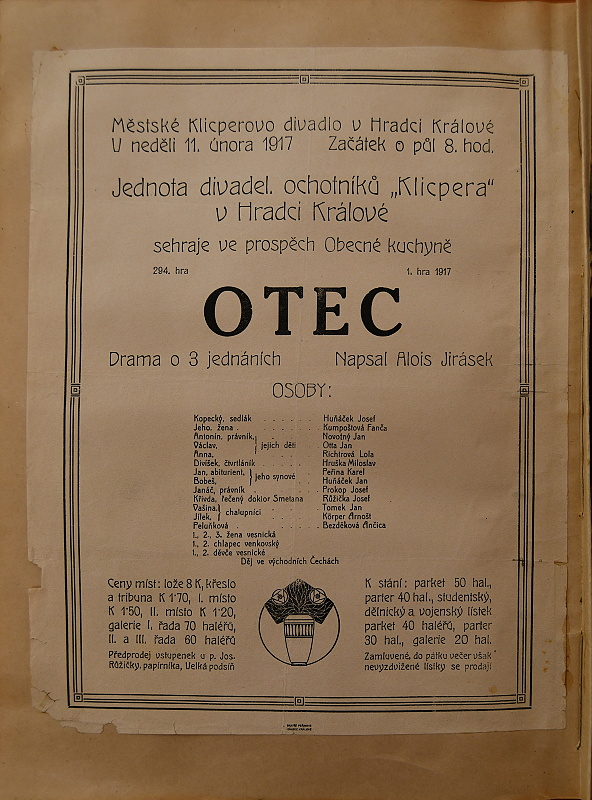 Městské Klicperovo divadlo v Hradci Králové
V neděli 11. února 1917 Začátek o půl 8. hod.
Jednota divadel. ochotníků „Klicpera“
v Hradci Králové
sehraje ve prospěch Obecné kuchyně
294. hra 1. hra 1917
OTEC
Drama o 3 jednáních Napsal Alois Jirásek
OSOBY:
Kopecký, sedlák . . . . . . Huňáček Josef
Jeho, žena . . . . . . . . Kumpoštová Fanča
Antonín, právník, Novotný Jan
Václav, } jejich děti Otta Jan
Anna, Richtrová Lola
Divíšek, čtvrtláník . . . . . Hruška Miloslav
Jan, abiturient, Peřina Karel
Bobeš, } jeho synové Huňáček Jan
Janáč, právník . . . . . . Prokop Josef
Křivda, řečený doktor Smetana Růžička Josef
Vašina, Tomek Jan
Jílek, } chalupníci . . . . . Körper Arnošt
Peluňková . . . . . . . . Bezděková Ančica
1., 2., 3. žena vesnická
1., 2. chlapec venkovský
1., 2. děvče vesnické
Děj ve východních Čechách
Ceny míst: lože 8 K, křeslo
a tribuna K 1·70, I. místo
K 1·50, II. místo K 1·20,
galerie I. řada 70 haléřů,
II. a III. řada 60 haléřů
Předprodej vstupenek u p. Jos.
Růžičky, papírníka, Velká podsíň
K stání: parket 50 hal.,
parter 40 hal., studentský,
dělnický a vojenský lístek
parket 40 haléřů, parter
30 hal., galerie 20 hal.
Zamluvené, do pátku večer však
nevyzdvižené lístky se prodají